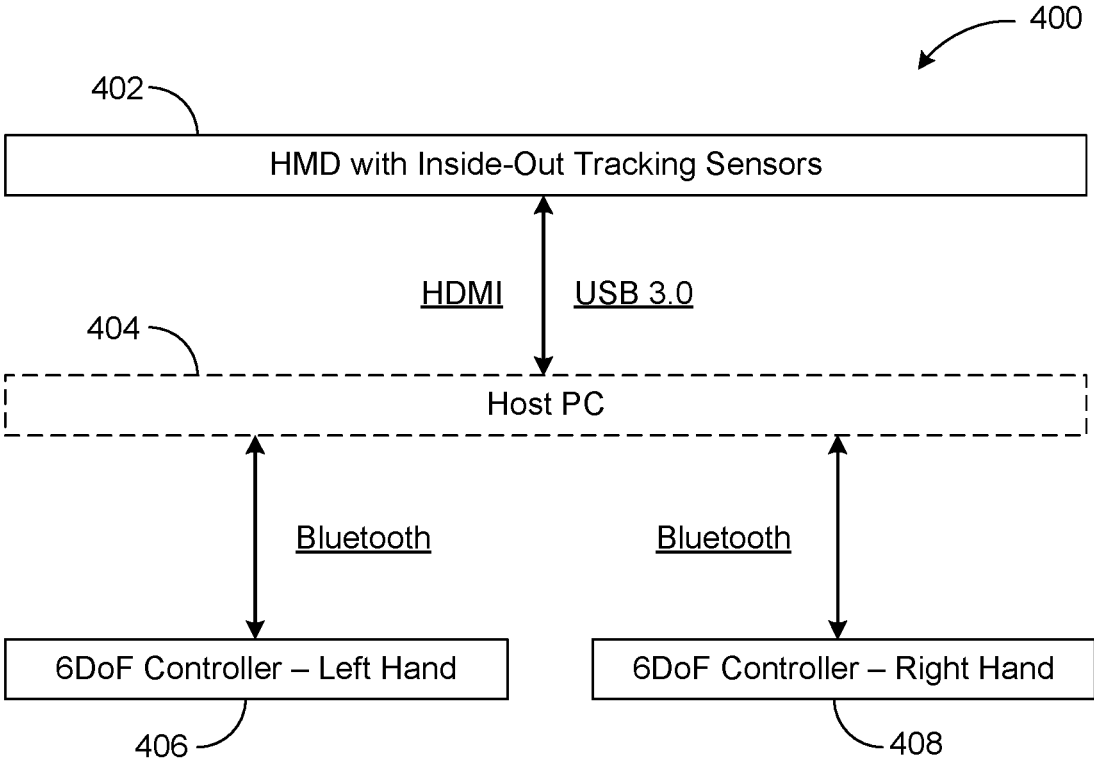 400
402
HMD with Inside-Out Tracking Sensors
HDMI USB 3.0
404
Host PC
Bluetooth Bluetooth
6DoF Controller – Left Hand 6DoF Controller – Right Hand
406 408